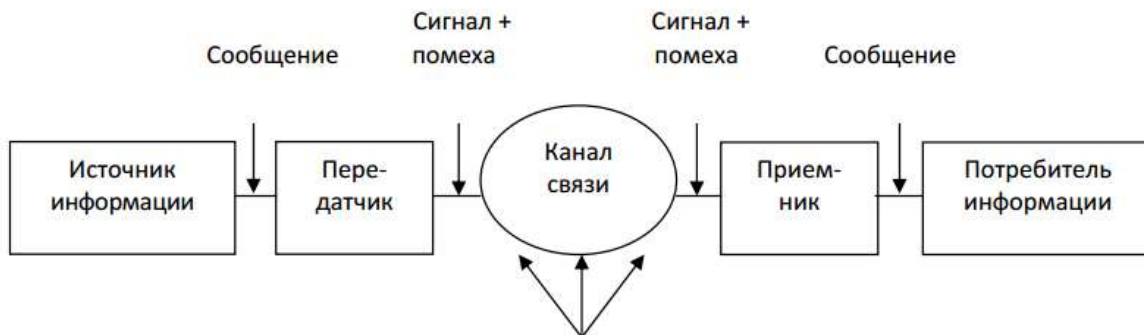 Сигнал +
помеха
Сигнал +
помеха
Сообщение
Сообщение
Источник
информации
Пере-
датчик
Канал
связи
Прием-
ник
Потребитель
информации